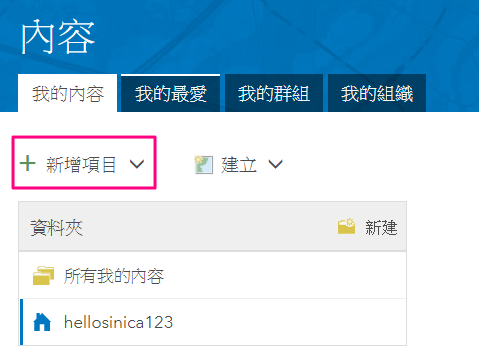 內容
我的內容 我的最愛 我的群組 我的組織
新增項目 建立
資料夾 新建
所有我的內容
hellosinica123